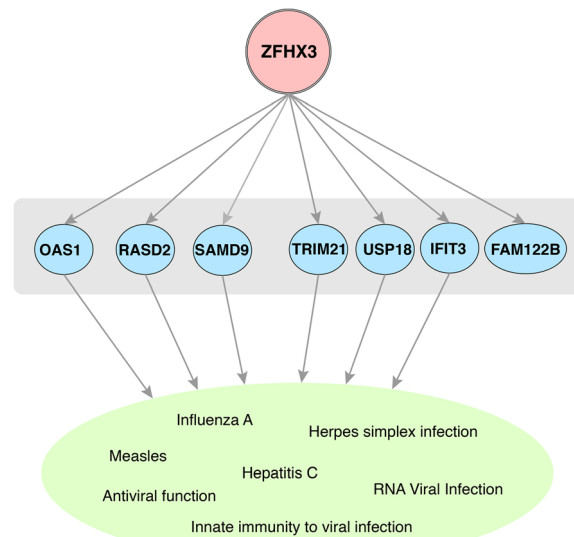 ZFHX3
OAS1 RASD2 SAMD9 TRIM21 USP18 IFIT3 FAM122B
Influenza A
Herpes simplex infection
Measles
Hepatitis C
RNA Viral Infection
Antiviral function
Innate immunity to viral infection